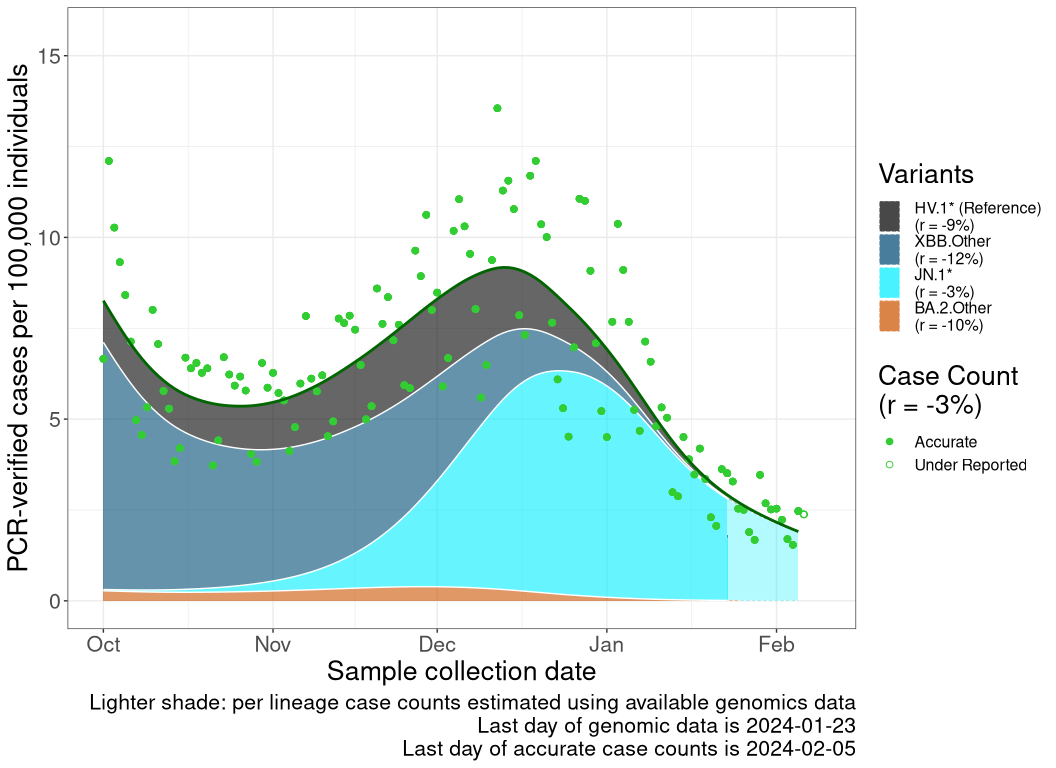 PCR-verified cases per 100,000 individuals
15
10
5
0
Oct
Nov
Dec
Jan
Feb
Sample collection date
Lighter shade: per lineage case counts estimated using available genomics data
Last day of genomic data is 2024-01-23
Last day of accurate case counts is 2024-02-05
Variants
HV.1* (Reference)
(r = -9%)
XBB.Other
(r = -12%)
JN.1*
(r = -3%)
BA.2.Other
(r = -10%)
Case Count
(r = -3%)
Accurate
Under Reported